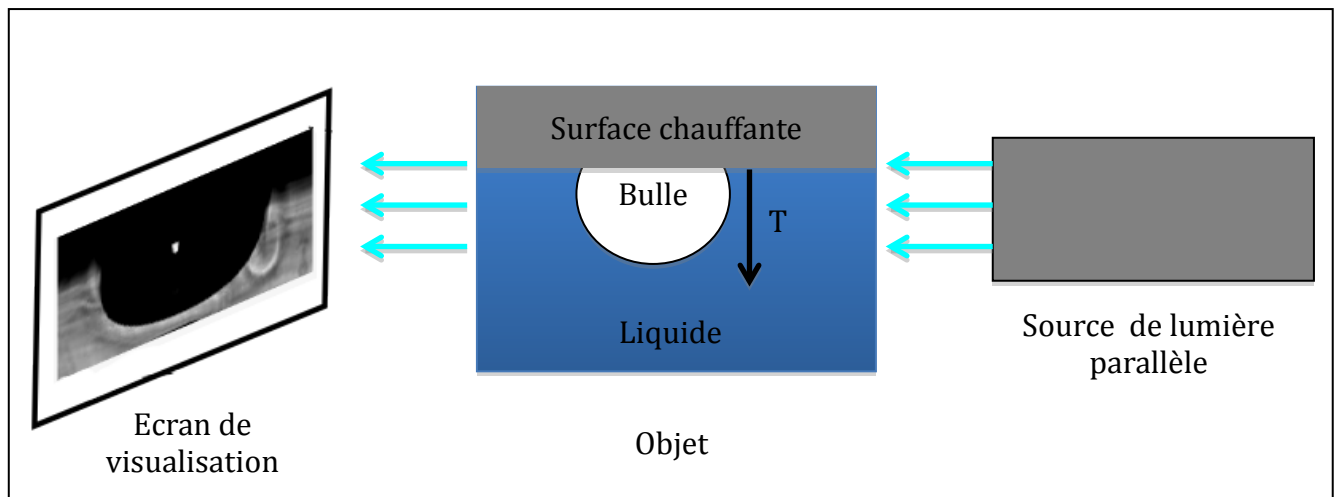 Surface chauffante
Bulle
T
Liquide
Source  de lumière
parallèle
Ecran de
visualisation
Objet